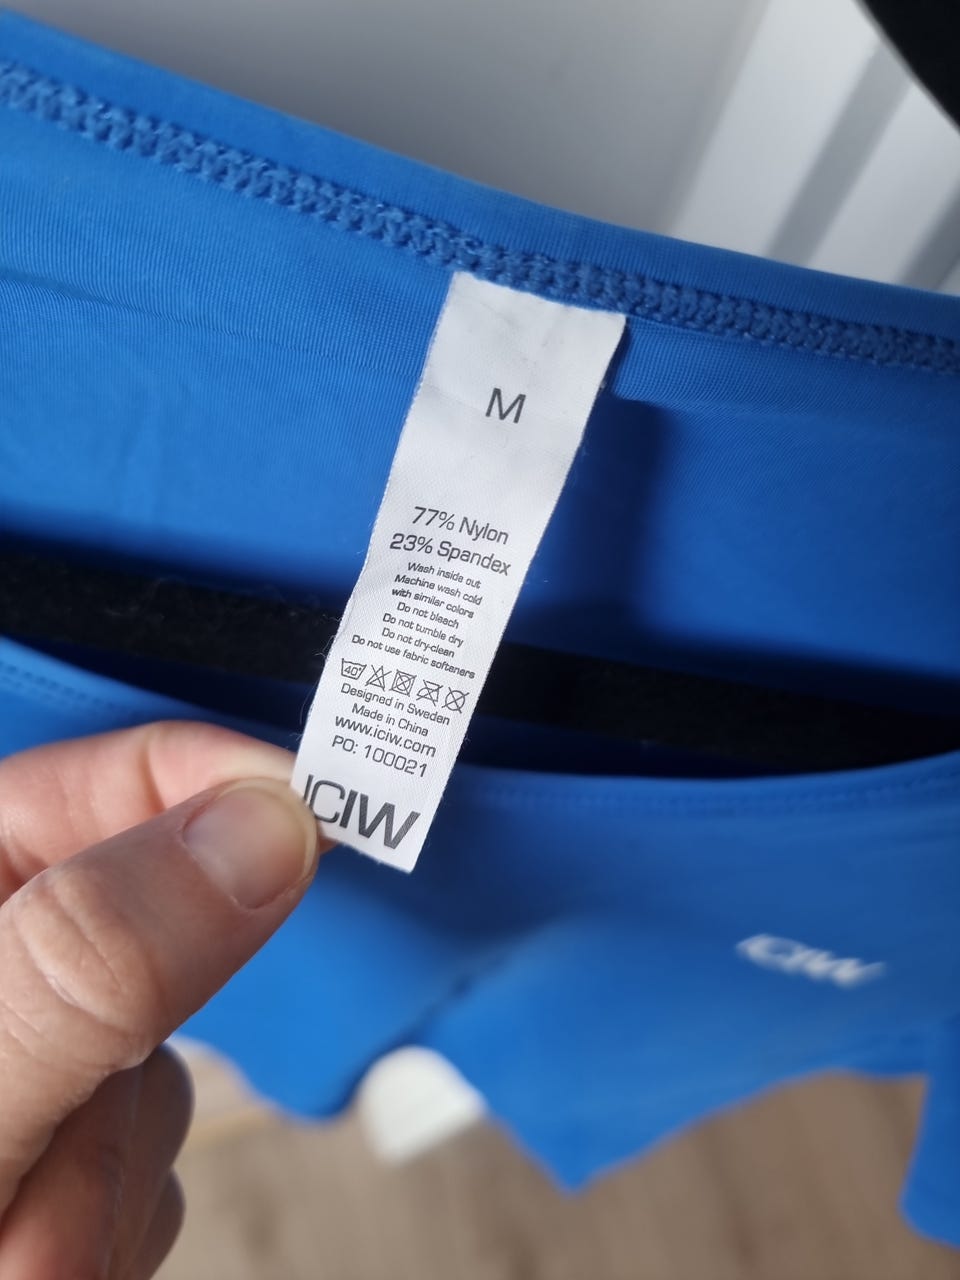 M
77% Nylon
23% Spandex
Wash inside out
Machine wash cold
with similar colors
Do not bleach
Do not tumble dry
Do not dry-clean
Do not use fabric softeners
40°
Designed in Sweden
Made in China
www.iciw.com
PO: 100021
ICIW
ICIW